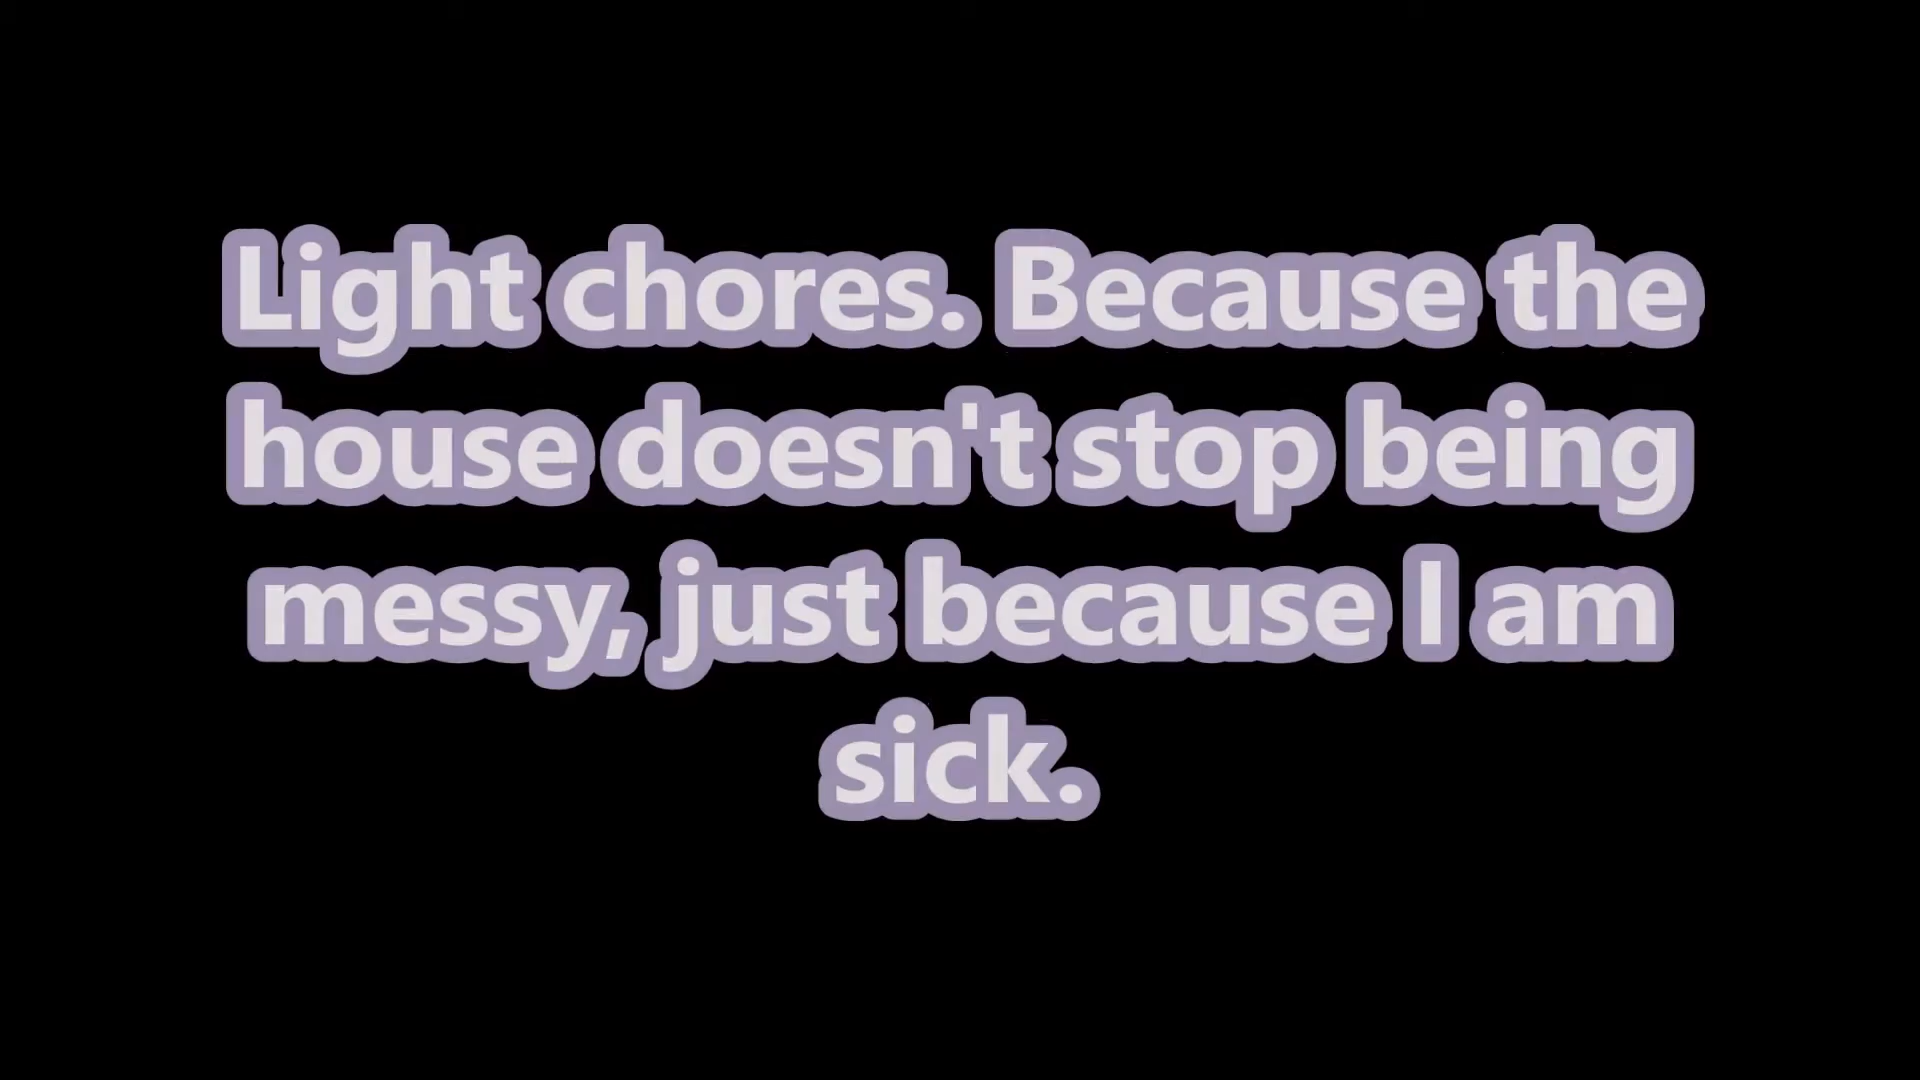 Light chores. Because the
house doesn't stop being
messy, just because I am
sick.